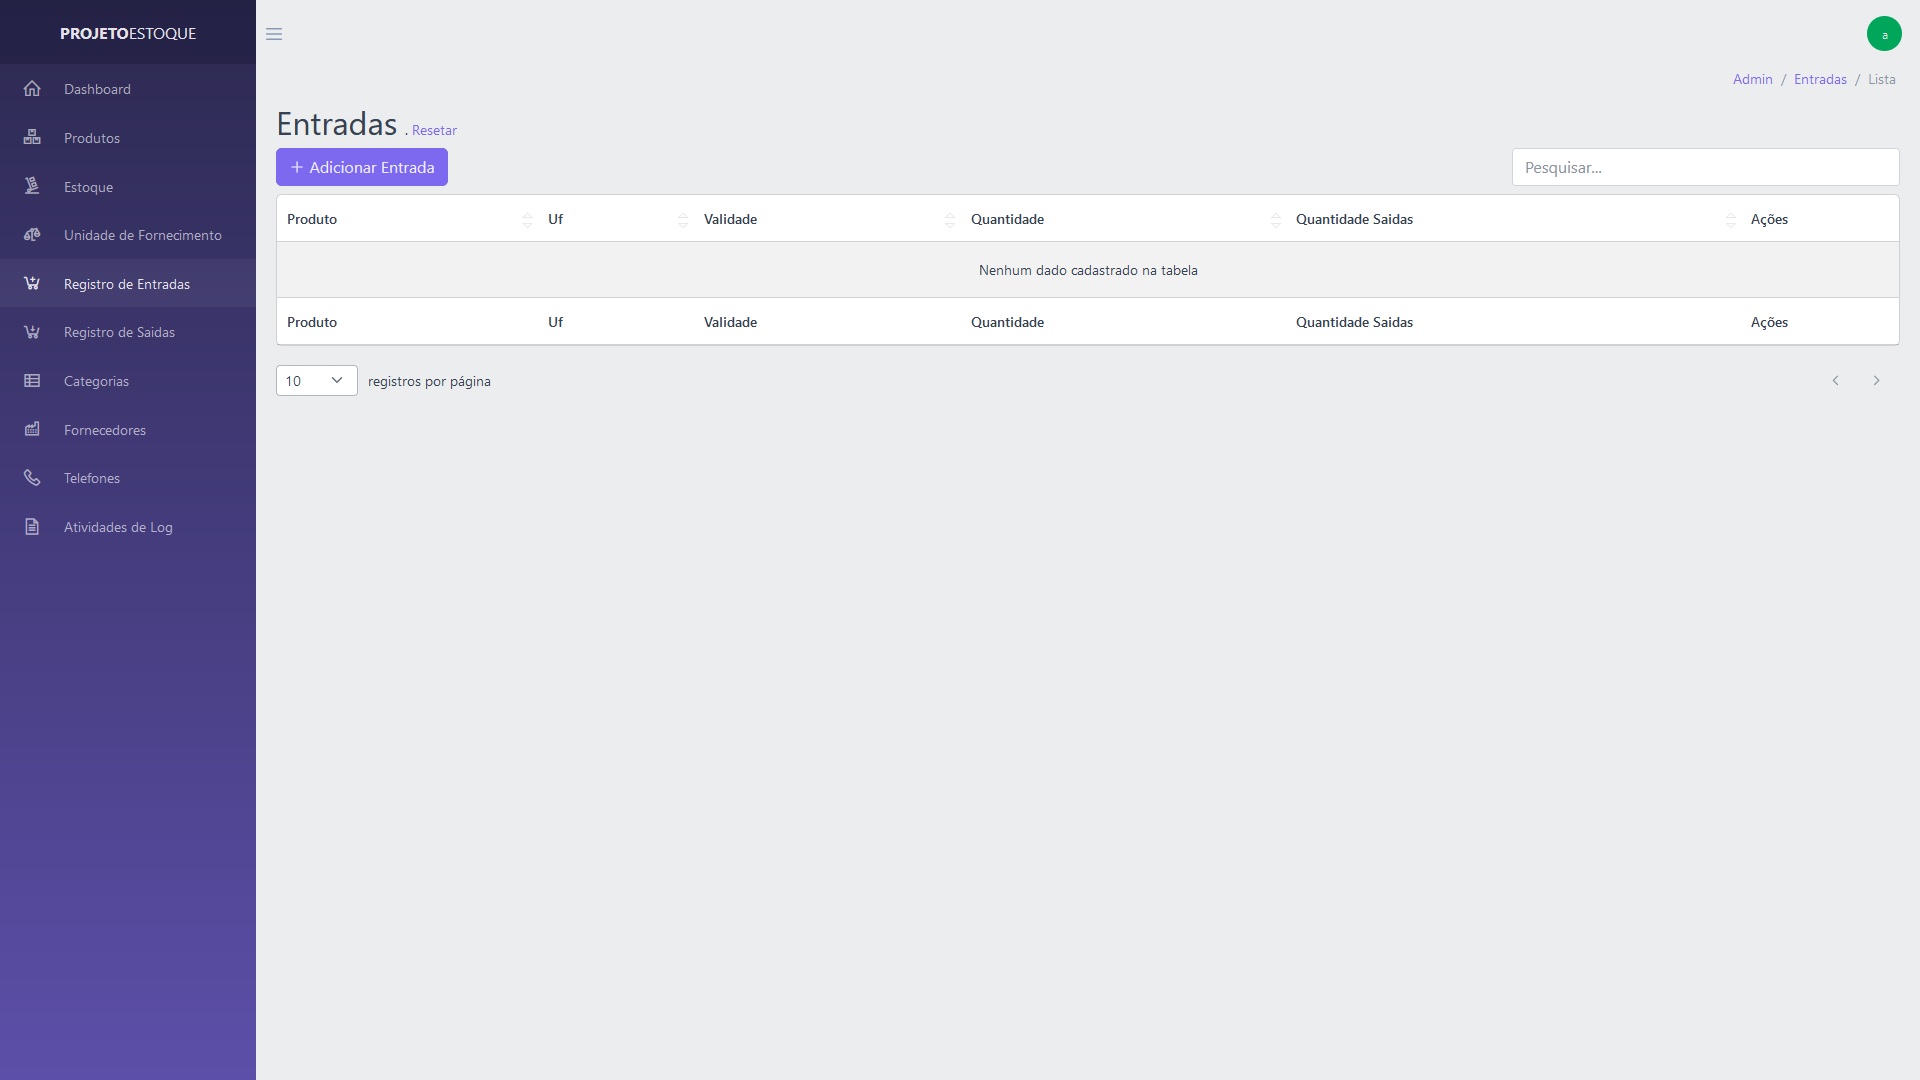 PROJETOESTOQUE
a
Dashboard
Produtos
Estoque
Unidade de Fornecimento
Registro de Entradas
Registro de Saidas
Categorias
Fornecedores
Telefones
Atividades de Log
Admin / Entradas / Lista
Entradas . Resetar
+ Adicionar Entrada
Pesquisar...
Produto Uf Validade Quantidade Quantidade Saidas Ações
Nenhum dado cadastrado na tabela
Produto Uf Validade Quantidade Quantidade Saidas Ações
10 registros por página